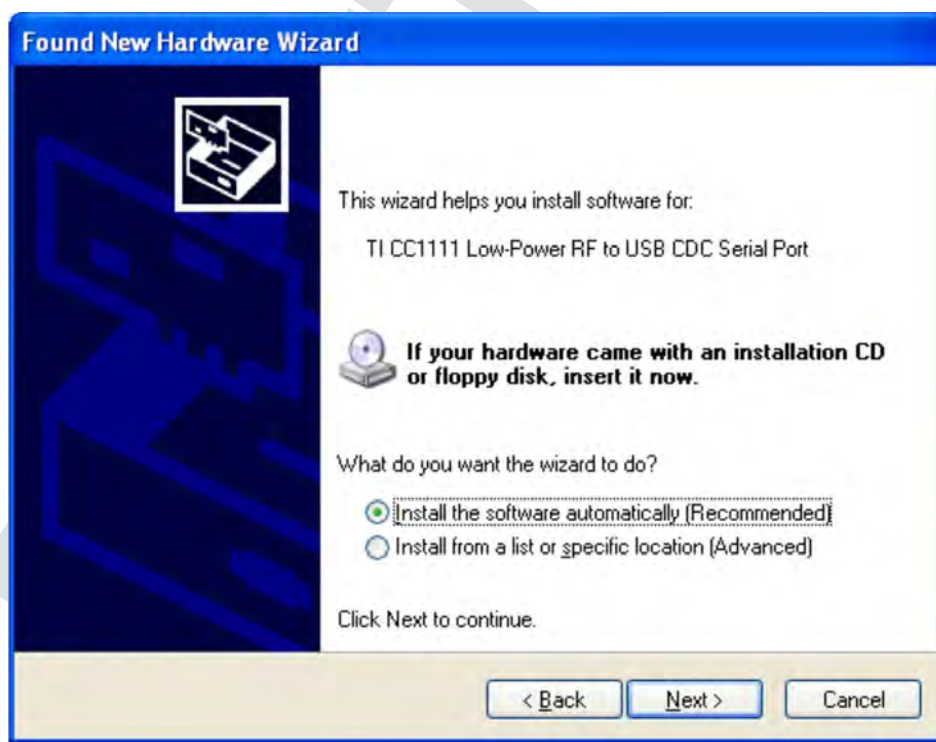 Found New Hardware Wizard
This wizard helps you install software for:
TI CC1111 Low-Power RF to USB CDC Serial Port
If your hardware came with an installation CD
or floppy disk, insert it now.
What do you want the wizard to do?
Install the software automatically (Recommended)
Install from a list or specific location (Advanced)
Click Next to continue.
< Back
Next >
Cancel